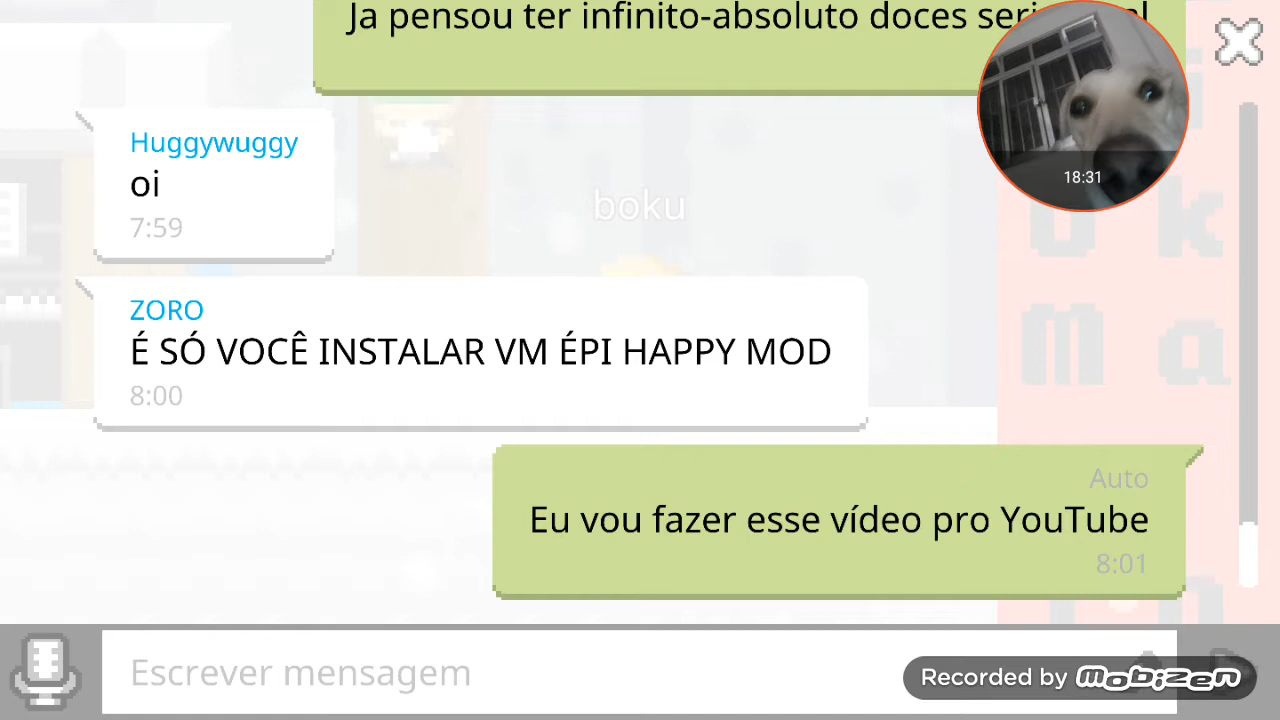 Ja pensou ter infinito-absoluto doces seri
18:31
Huggywuggy
oi
7:59
boku
ZORO
É SÓ VOCÊ INSTALAR VM ÉPI HAPPY MOD
8:00
Auto
Eu vou fazer esse vídeo pro YouTube
8:01
Escrever mensagem
Recorded by mobizen